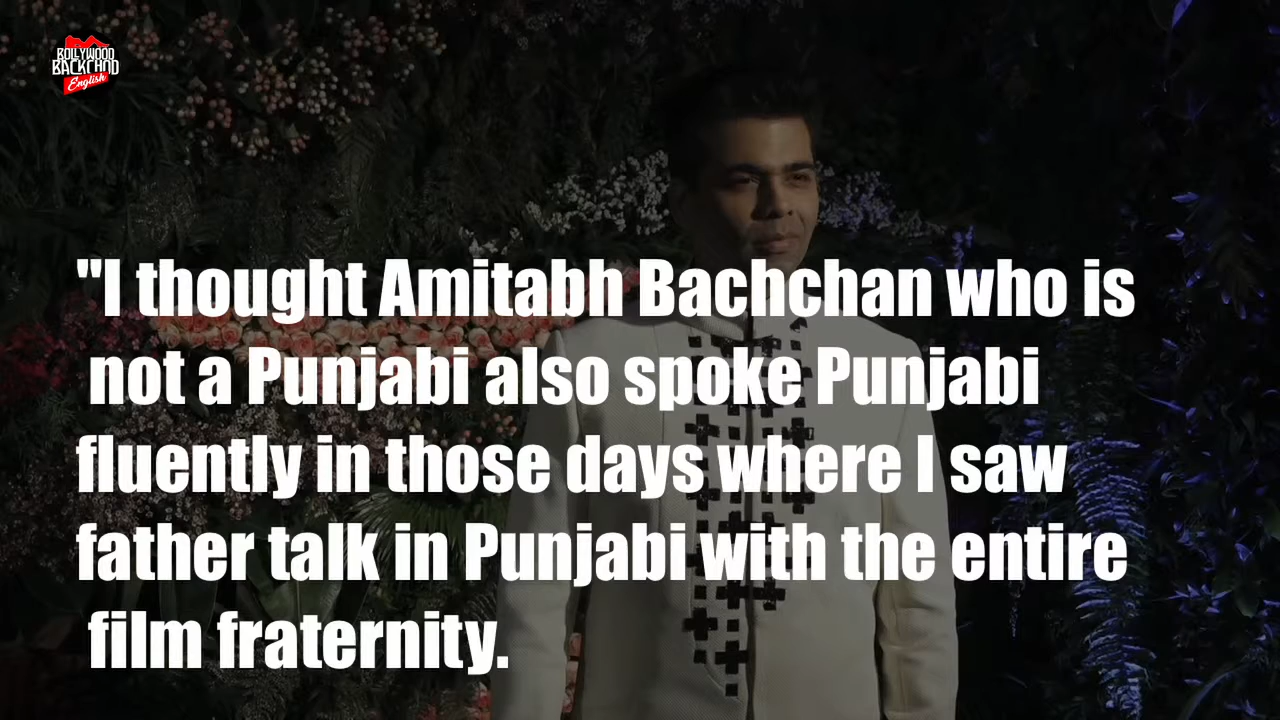 BOLLYWOOD
BACKCHOD
English
"I thought Amitabh Bachchan who is
not a Punjabi also spoke Punjabi
fluently in those days where I saw
father talk in Punjabi with the entire
film fraternity.